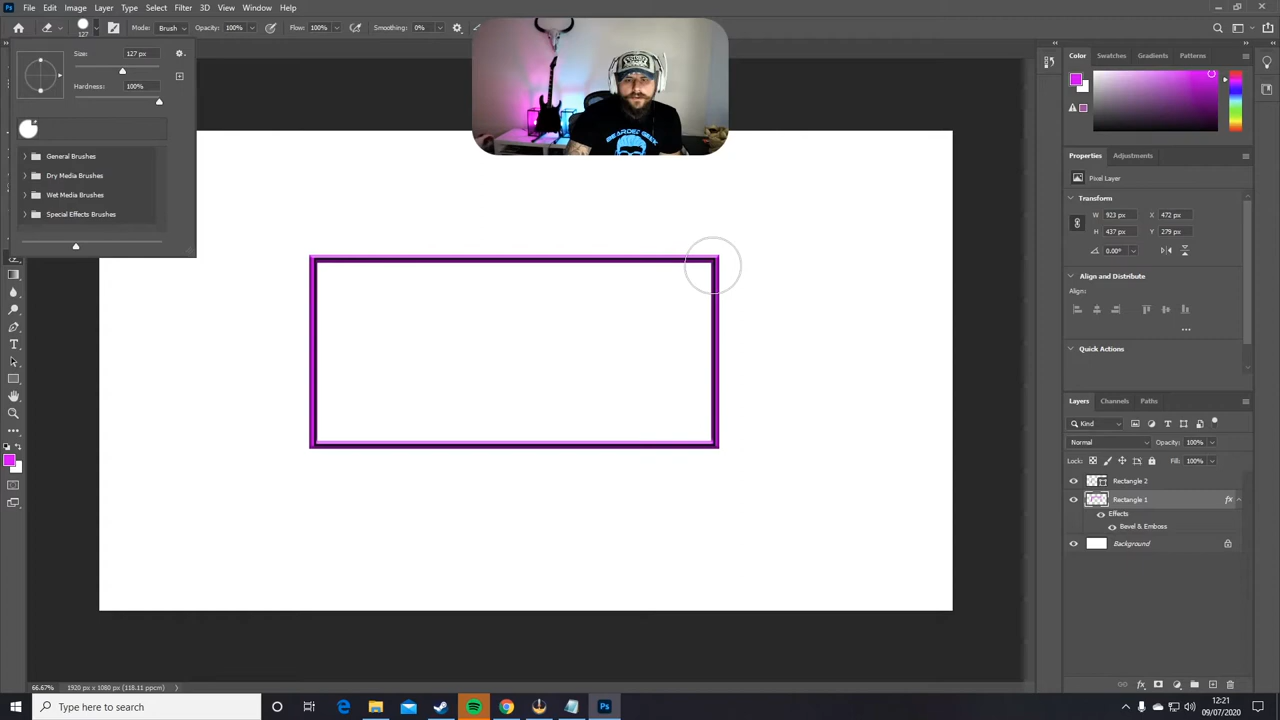 File Edit Image Layer Type Select Filter 3D View Window Help
127 Mode: Brush Opacity: 100% Flow: 100% Smoothing: 0%
Size: 127 px
Hardness: 100%
General Brushes
Dry Media Brushes
Wet Media Brushes
Special Effects Brushes
BEARDED GEEK
Color Swatches Gradients Patterns
Properties Adjustments
Pixel Layer
Transform
W 923 px X 472 px
H 437 px Y 279 px
0.00°
Align and Distribute
Align:
Quick Actions
Layers Channels Paths
Kind
Normal Opacity: 100%
Lock: Fill: 100%
Rectangle 2
Rectangle 1 fx
Effects
Bevel & Emboss
Background
66.67% 1920 px x 1080 px (118.11 ppcm)
Type here to search
12:21
09/07/2020